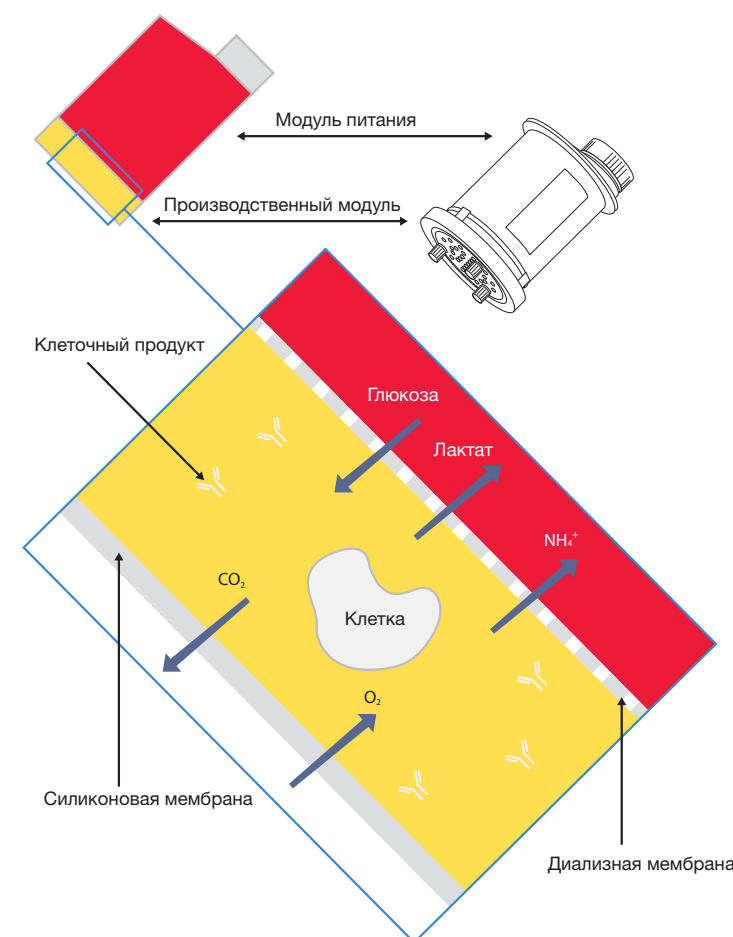 Модуль питания
Производственный модуль
Клеточный продукт
Глюкоза
Лактат
NH₄⁺
CO₂
Клетка
O₂
Силиконовая мембрана
Диализная мембрана